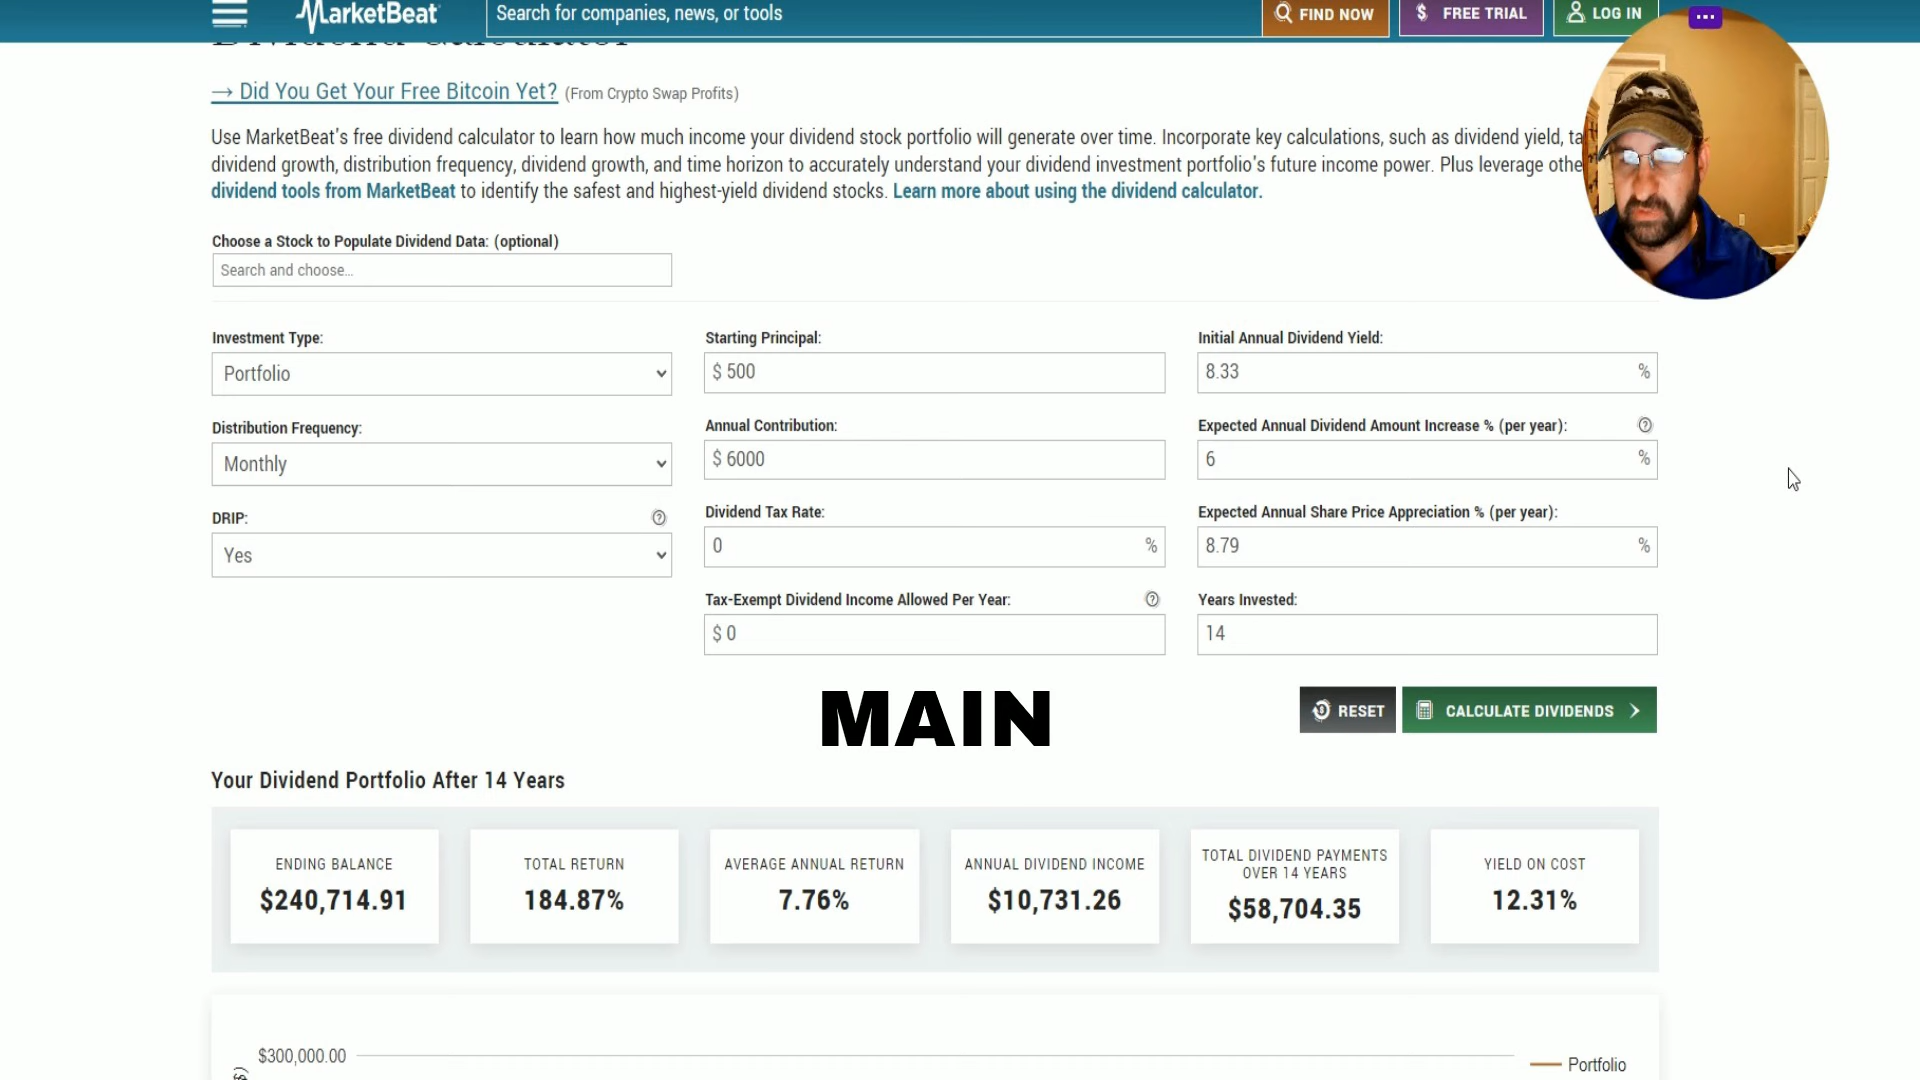 MarketBeat
Search for companies, news, or tools
FIND NOW
$ FREE TRIAL
LOG IN
Dividend Calculator
→ Did You Get Your Free Bitcoin Yet? (From Crypto Swap Profits)
Use MarketBeat's free dividend calculator to learn how much income your dividend stock portfolio will generate over time. Incorporate key calculations, such as dividend yield, ta
dividend growth, distribution frequency, dividend growth, and time horizon to accurately understand your dividend investment portfolio's future income power. Plus leverage othe
dividend tools from MarketBeat to identify the safest and highest-yield dividend stocks. Learn more about using the dividend calculator.
Choose a Stock to Populate Dividend Data: (optional)
Search and choose...
Investment Type:
Portfolio
Distribution Frequency:
Monthly
DRIP:
Yes
Starting Principal:
$ 500
Annual Contribution:
$ 6000
Dividend Tax Rate:
0 %
Tax-Exempt Dividend Income Allowed Per Year:
$ 0
Initial Annual Dividend Yield:
8.33 %
Expected Annual Dividend Amount Increase % (per year):
6 %
Expected Annual Share Price Appreciation % (per year):
8.79 %
Years Invested:
14
MAIN
RESET
CALCULATE DIVIDENDS
Your Dividend Portfolio After 14 Years
ENDING BALANCE
$240,714.91
TOTAL RETURN
184.87%
AVERAGE ANNUAL RETURN
7.76%
ANNUAL DIVIDEND INCOME
$10,731.26
TOTAL DIVIDEND PAYMENTS
OVER 14 YEARS
$58,704.35
YIELD ON COST
12.31%
$300,000.00
Portfolio